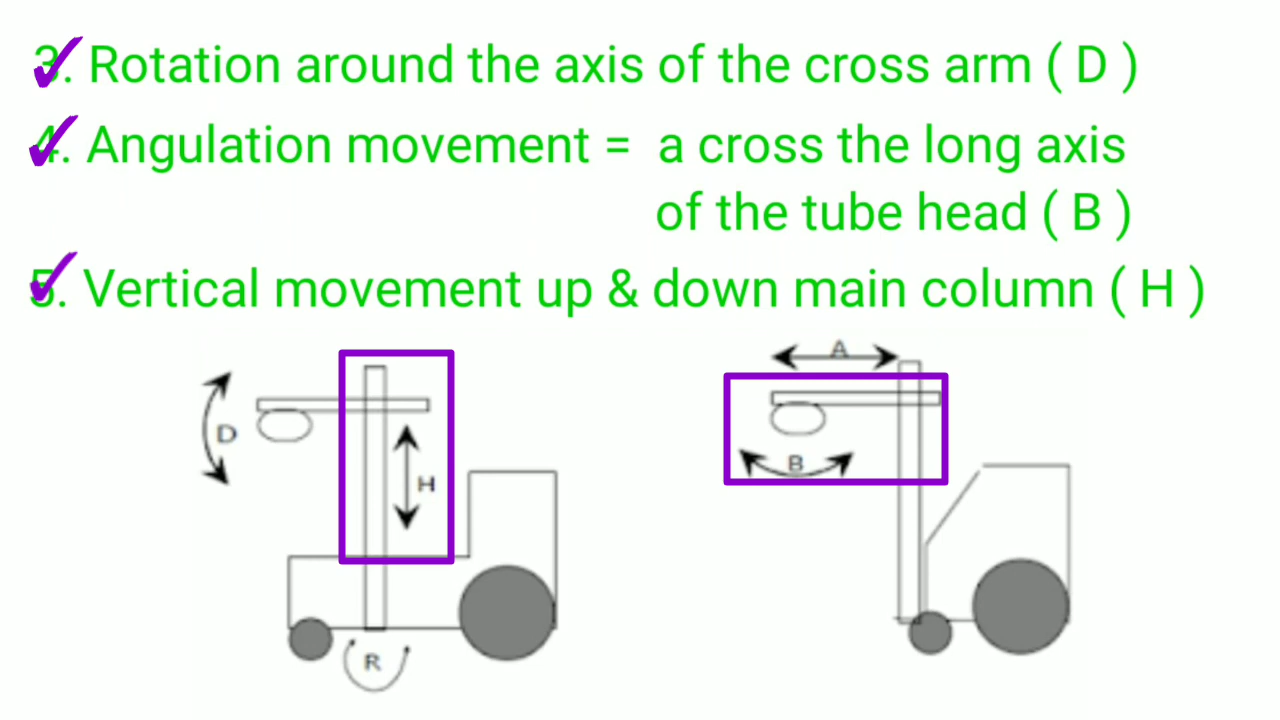 3. Rotation around the axis of the cross arm ( D )
4. Angulation movement = a cross the long axis
of the tube head ( B )
5. Vertical movement up & down main column ( H )
A
D
B
H
R